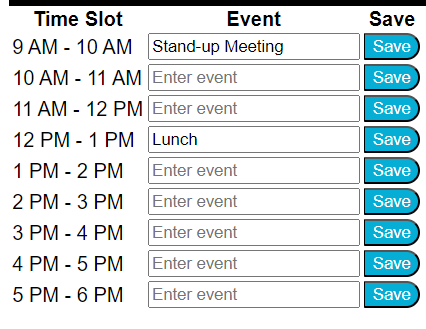 Time Slot Event Save
9 AM - 10 AM Stand-up Meeting Save
10 AM - 11 AM Enter event Save
11 AM - 12 PM Enter event Save
12 PM - 1 PM Lunch Save
1 PM - 2 PM Enter event Save
2 PM - 3 PM Enter event Save
3 PM - 4 PM Enter event Save
4 PM - 5 PM Enter event Save
5 PM - 6 PM Enter event Save